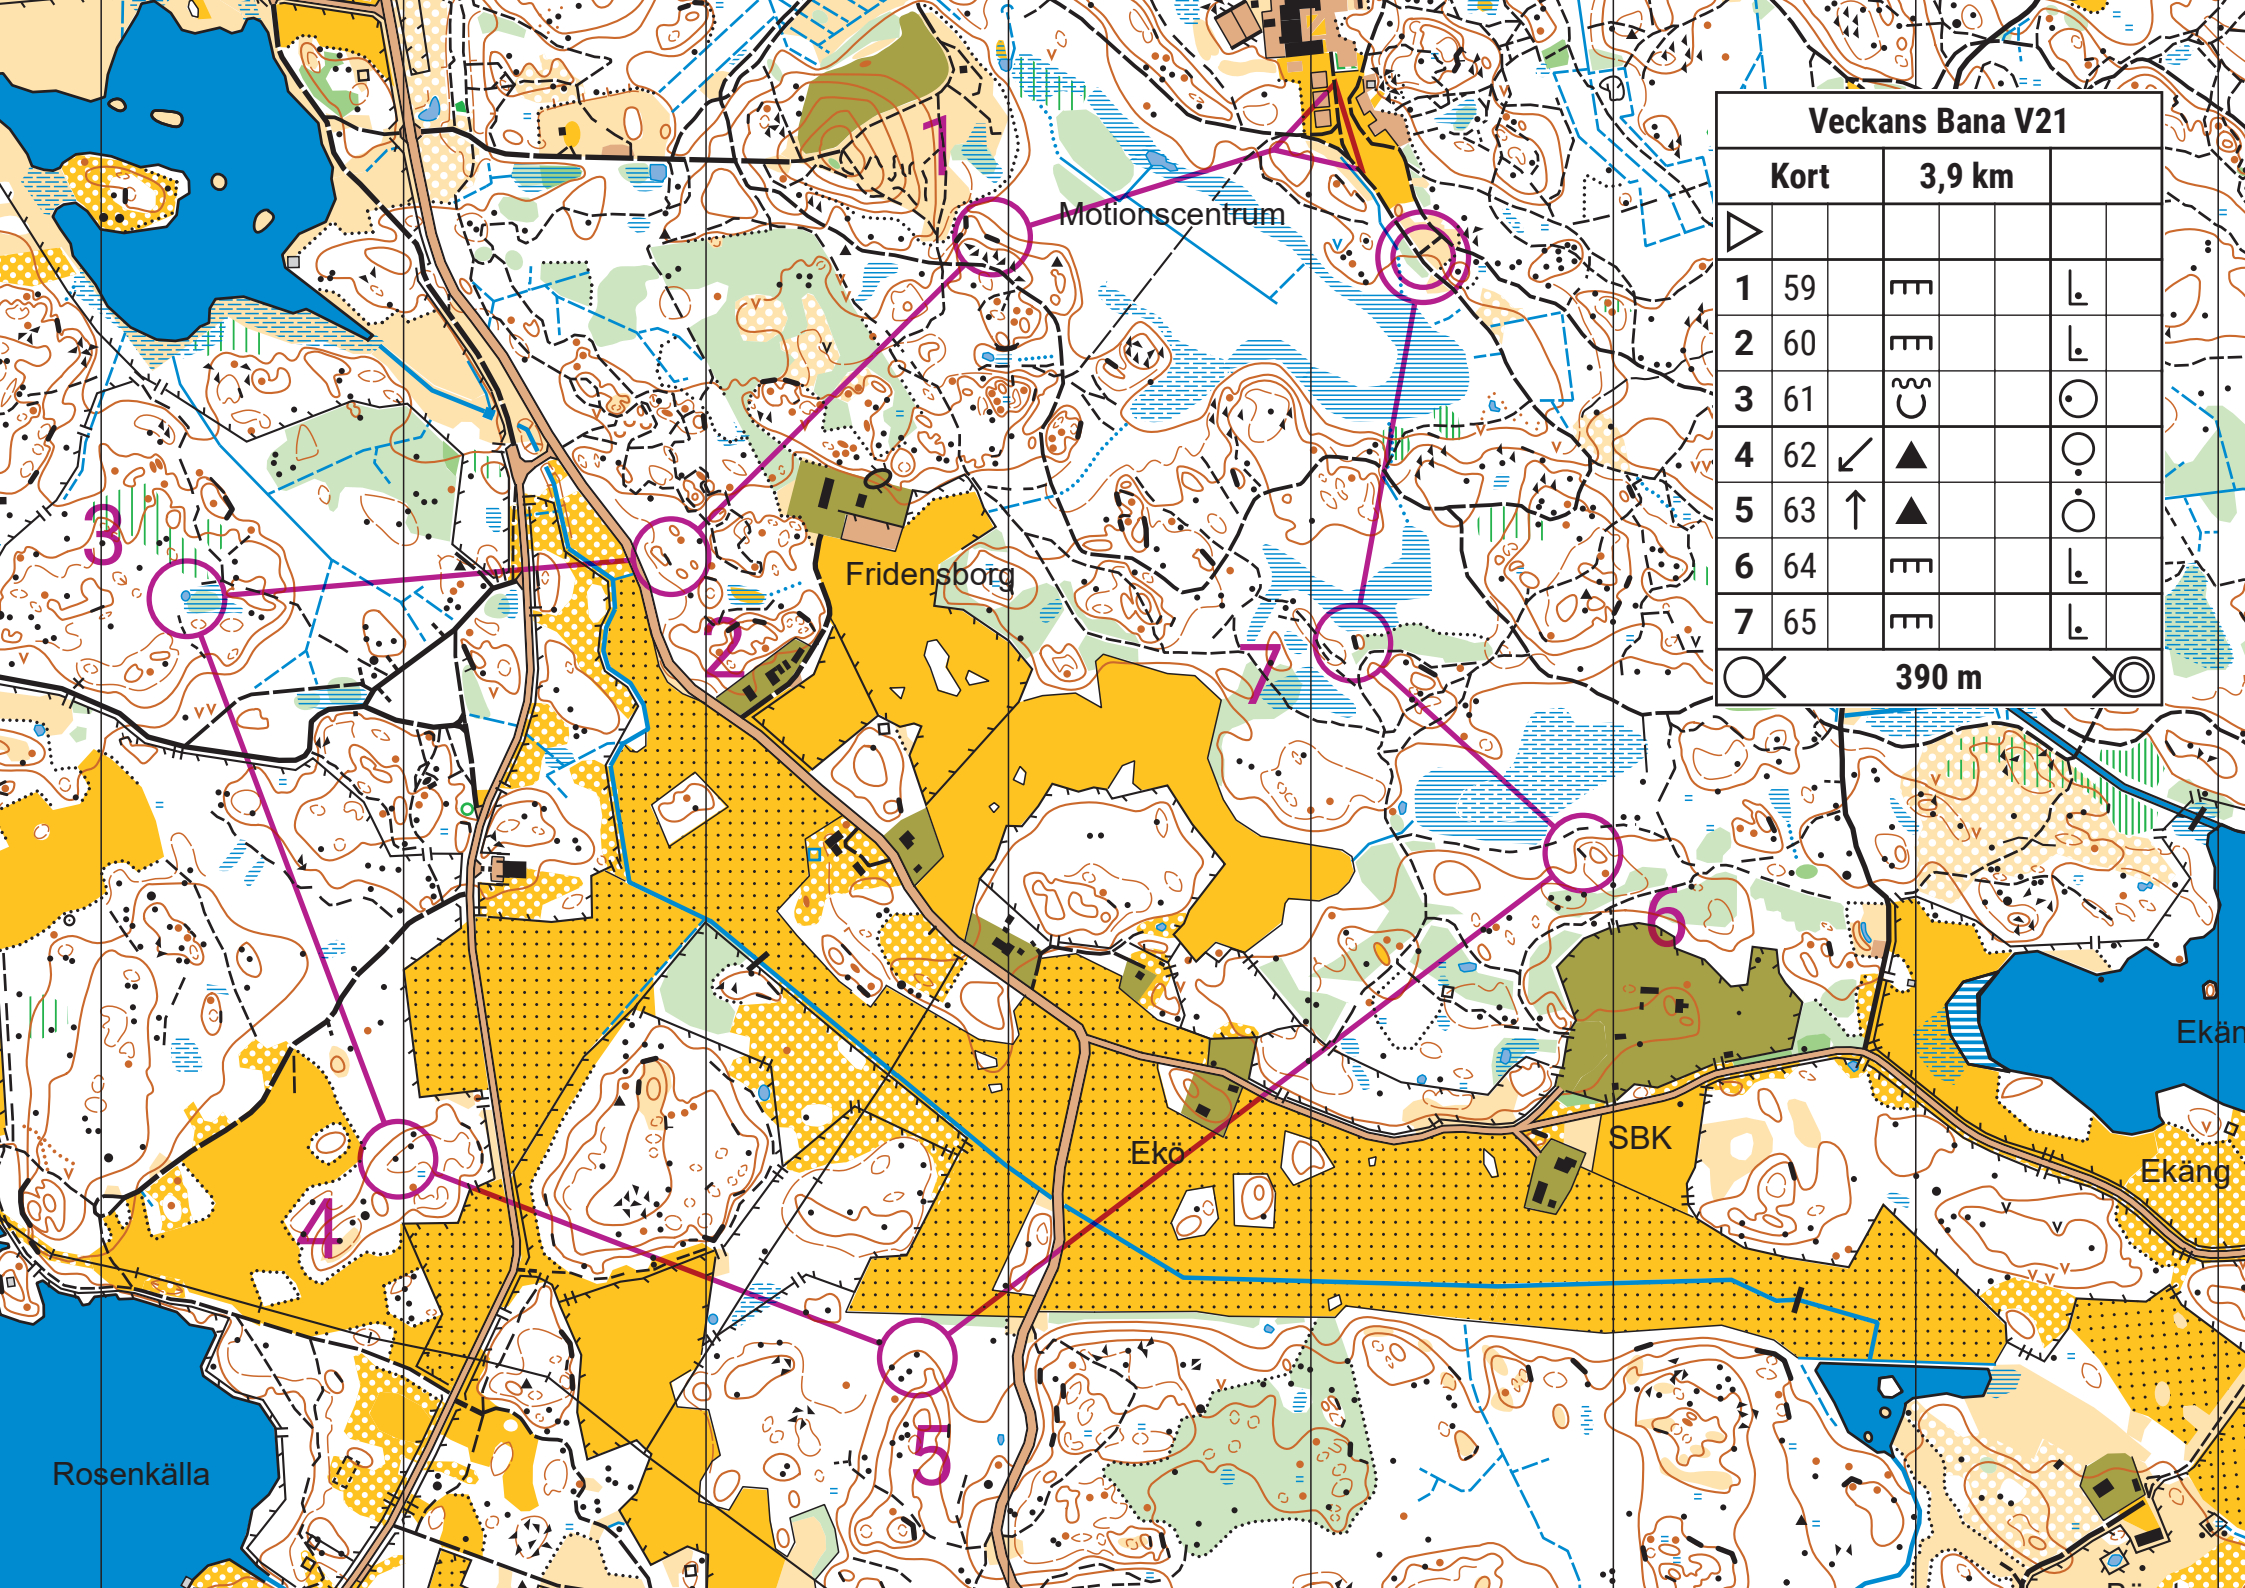 Veckans Bana V21
Kort 3,9 km
1 59
2 60
3 61
4 62
5 63
6 64
7 65
390 m
1
Motionscentrum
3
Fridensborg
2
7
6
Ekän
SBK
Ekö
Ekäng
4
5
Rosenkälla